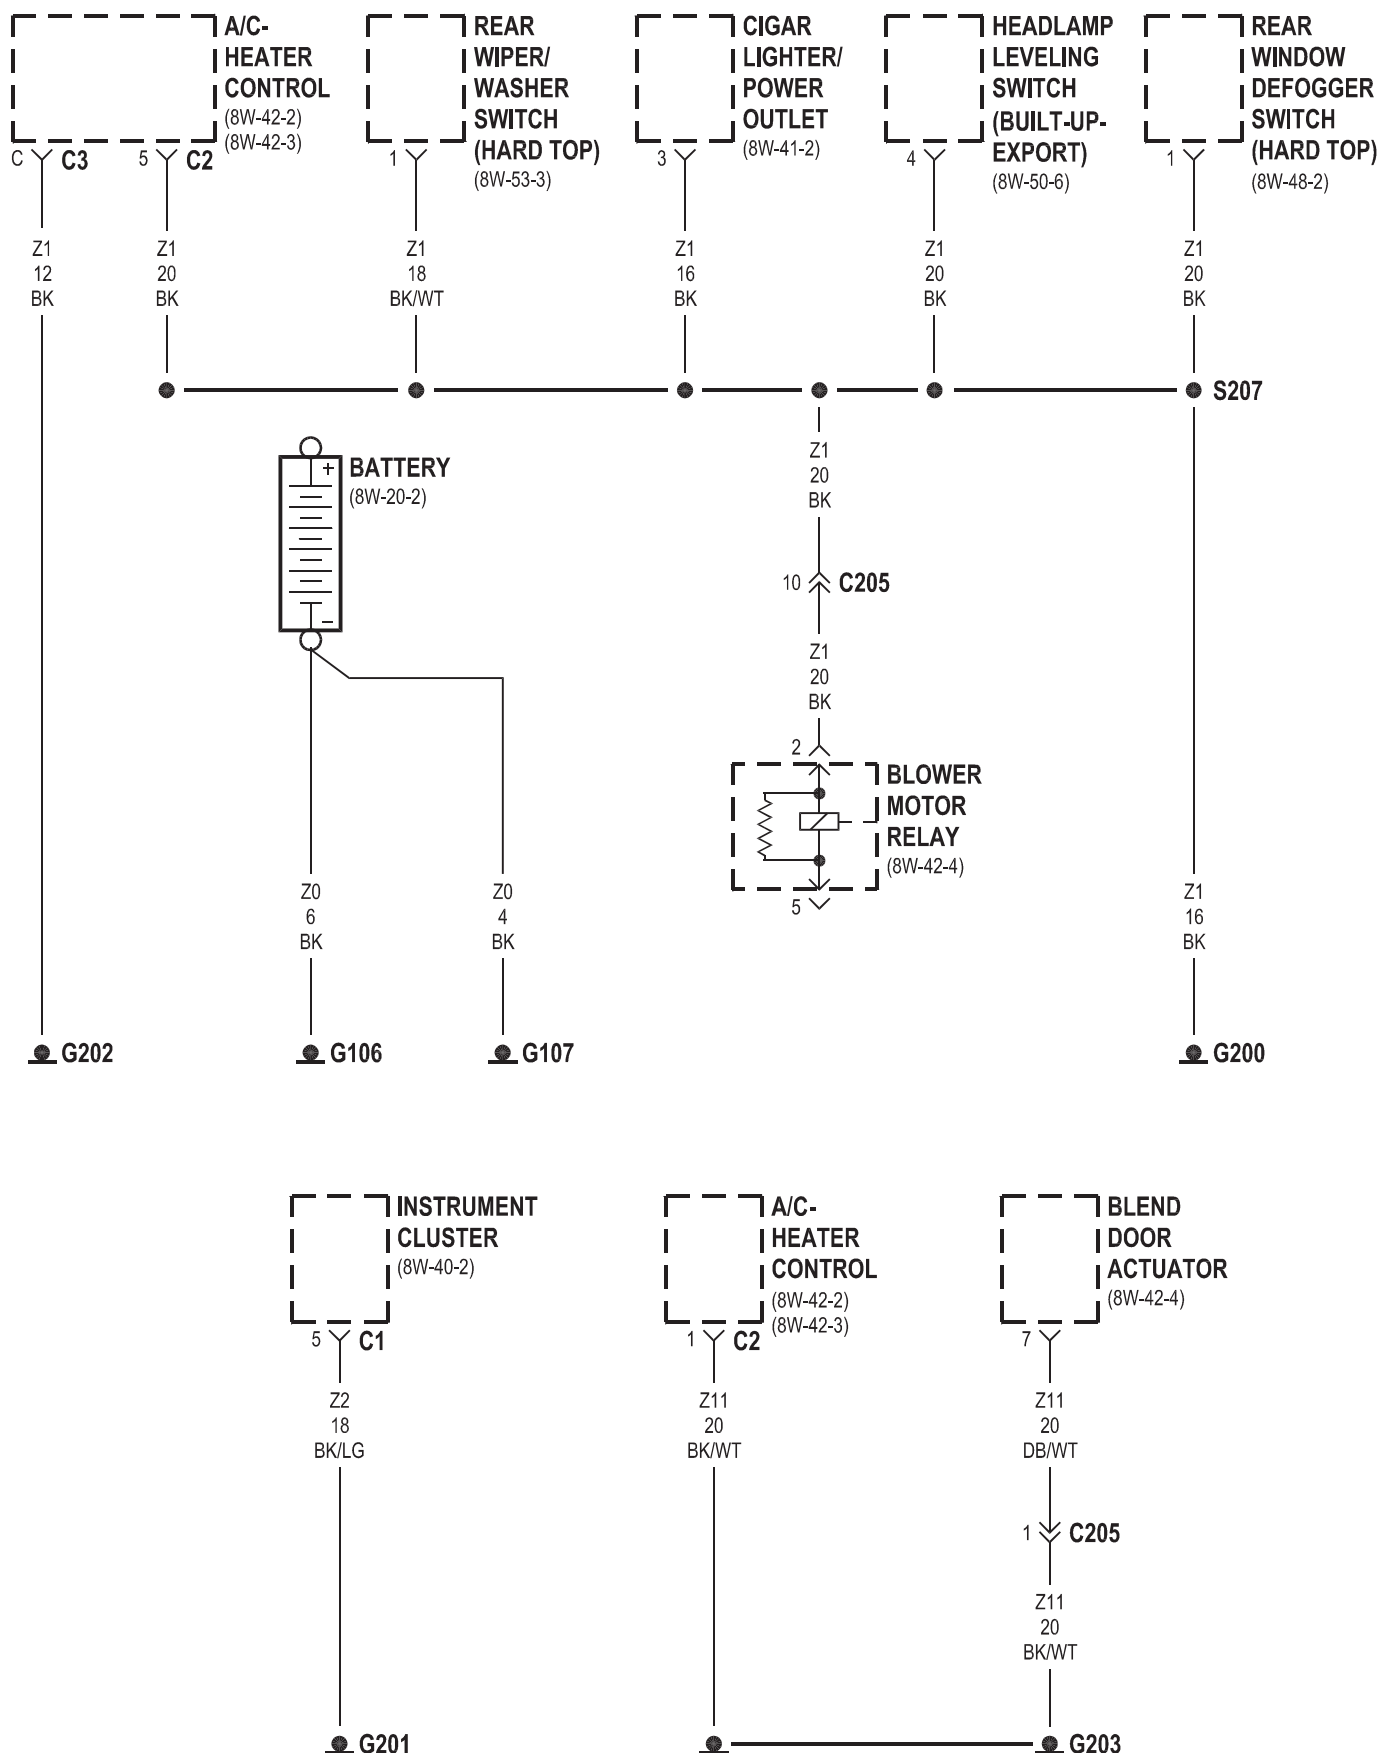 A/C-
HEATER
CONTROL
(8W-42-2)
(8W-42-3)
REAR
WIPER/
WASHER
SWITCH
(HARD TOP)
(8W-53-3)
CIGAR
LIGHTER/
POWER
OUTLET
(8W-41-2)
HEADLAMP
LEVELING
SWITCH
(BUILT-UP-
EXPORT)
(8W-50-6)
REAR
WINDOW
DEFOGGER
SWITCH
(HARD TOP)
(8W-48-2)
C
C3
5
C2
1
3
4
1
Z1
12
BK
Z1
20
BK
Z1
18
BK/WT
Z1
16
BK
Z1
20
BK
Z1
20
BK
S207
+
BATTERY
(8W-20-2)
–
Z1
20
BK
10
C205
Z1
20
BK
2
BLOWER
MOTOR
RELAY
(8W-42-4)
5
Z0
6
BK
Z0
4
BK
Z1
16
BK
G202
G106
G107
G200
INSTRUMENT
CLUSTER
(8W-40-2)
A/C-
HEATER
CONTROL
(8W-42-2)
(8W-42-3)
BLEND
DOOR
ACTUATOR
(8W-42-4)
5
C1
1
C2
7
Z2
18
BK/LG
Z11
20
BK/WT
Z11
20
DB/WT
1
C205
Z11
20
BK/WT
G201
G203